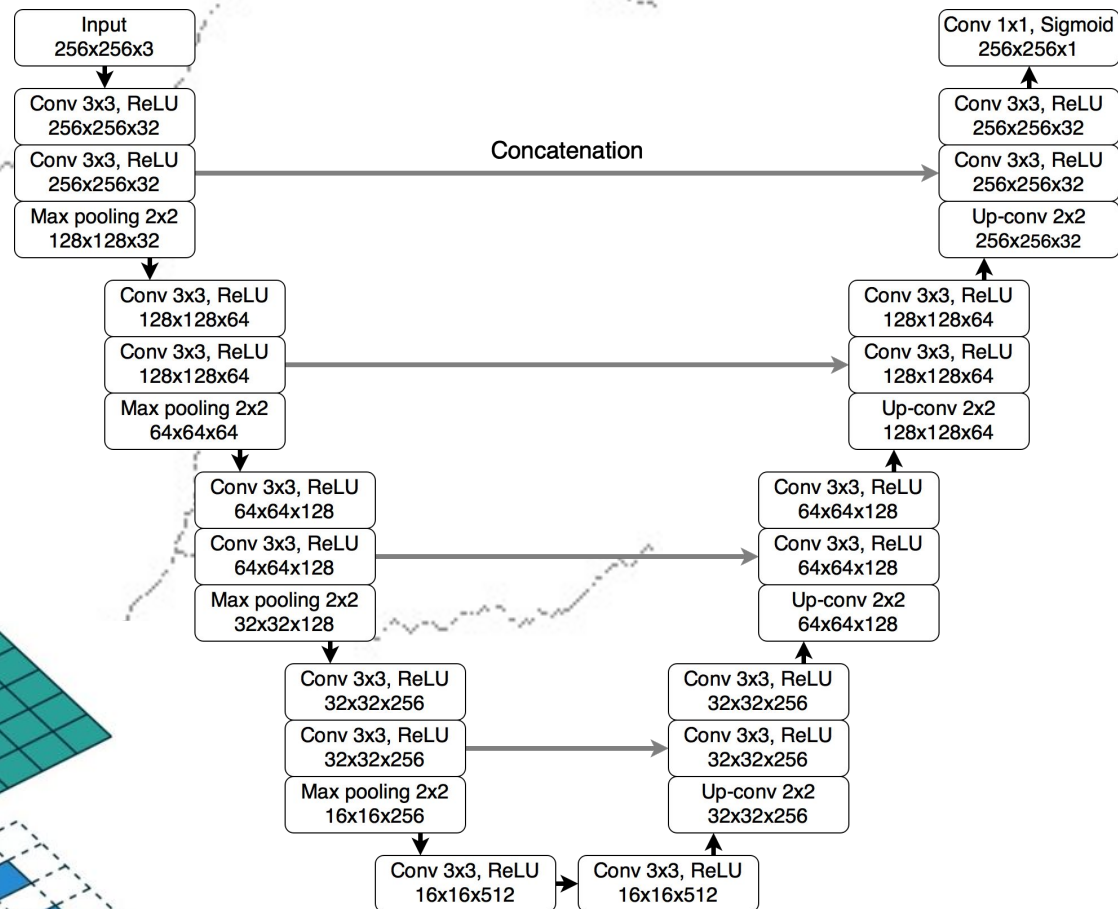 Input
256x256x3
Conv 3x3, ReLU
256x256x32
Conv 3x3, ReLU
256x256x32
Max pooling 2x2
128x128x32
Conv 3x3, ReLU
128x128x64
Conv 3x3, ReLU
128x128x64
Max pooling 2x2
64x64x64
Conv 3x3, ReLU
64x64x128
Conv 3x3, ReLU
64x64x128
Max pooling 2x2
32x32x128
Conv 3x3, ReLU
32x32x256
Conv 3x3, ReLU
32x32x256
Max pooling 2x2
16x16x256
Conv 3x3, ReLU
16x16x512
Conv 3x3, ReLU
16x16x512
Concatenation
Conv 1x1, Sigmoid
256x256x1
Conv 3x3, ReLU
256x256x32
Conv 3x3, ReLU
256x256x32
Up-conv 2x2
256x256x32
Conv 3x3, ReLU
128x128x64
Conv 3x3, ReLU
128x128x64
Up-conv 2x2
128x128x64
Conv 3x3, ReLU
64x64x128
Conv 3x3, ReLU
64x64x128
Up-conv 2x2
64x64x128
Conv 3x3, ReLU
32x32x256
Conv 3x3, ReLU
32x32x256
Up-conv 2x2
32x32x256